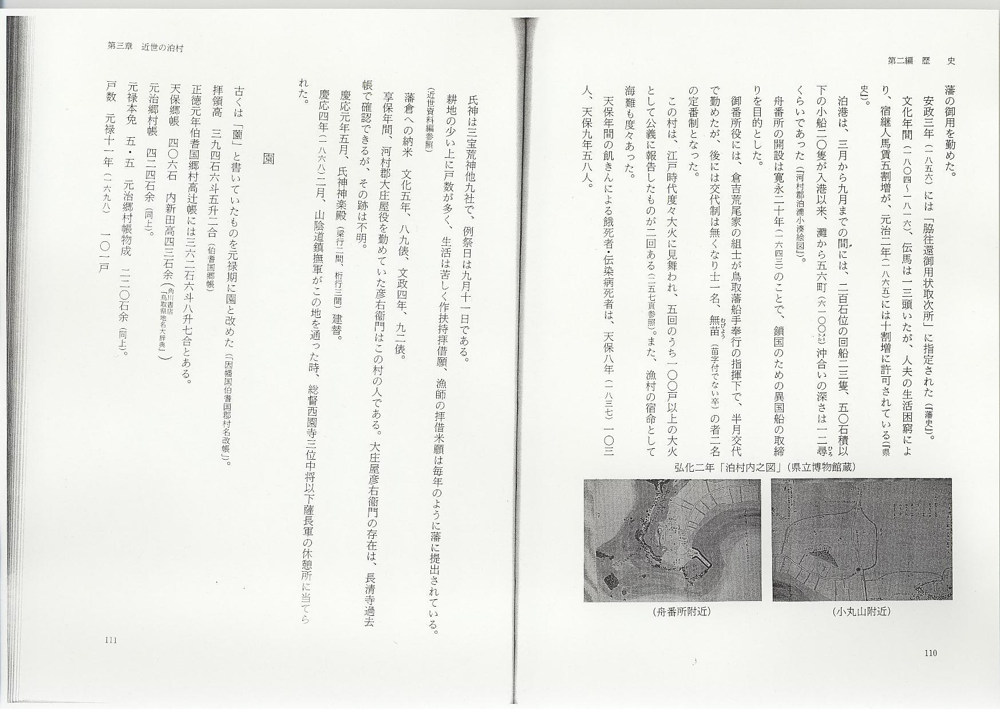 第二編　歴　　史
藩の御用を勤めた。
安政三年（一八五六）には「脇往還御用状取次所」に指定された（『藩史』）。
文化年間（一八〇四～一八一六）、伝馬は一三頭いたが、人夫の生活困窮によ
り、宿継人馬賃五割増が、元治二年（一八六五）には十割増に許可されている（『県
史』）。
泊港は、三月から九月までの間には、二百石位の回船二三隻、五〇石積以
下の小船二〇隻が入港以来、灘から五六町（六一〇〇㍍）沖合いの深さは一二尋
ひろ
くらいであった（『河村郡泊浦小湊絵図』）。
舟番所の開設は寛永二十年（一六四三）のことで、鎖国のための異国船の取締
りを目的とした。
御番所役には、倉吉荒尾家の組士が鳥取藩船手奉行の指揮下で、半月交代
で勤めたが、後には交代制は無くなり士一名、無苗（苗字付でない卒）の者二名
むびょう
の定番制となった。
この村は、江戸時代度々大火に見舞われ、五回のうち一〇〇戸以上の大火
として公義に報告したものが二回ある（二五七頁参照）。また、漁村の宿命として
海難も度々あった。
天保年間の飢きんによる餓死者・伝染病死者は、天保八年（一八三七）一〇三
人、天保九年五八人。
弘化二年「泊村内之図」（県立博物館蔵）
（小丸山附近）
（舟番所附近）
110
第三章　近世の泊村
氏神は三宝荒神他九社で、例祭日は九月十一日である。
耕地の少い上に戸数が多く、生活は苦しく作扶持拝借願、漁師の拝借米願は毎年のように藩に提出されている。
（近世資料編参照）
藩倉への納米　文化五年、八九俵、文政四年、九二俵。
享保年間、河村郡大庄屋役を勤めていた彦右衞門はこの村の人である。大庄屋彦右衞門の存在は、長清寺過去
帳で確認できるが、その跡は不明。
慶応元年五月、氏神神楽殿（梁行二間、桁行三間）建替。
慶応四年（一八六八）二月、山陰道鎮撫軍がこの地を通った時、総督西園寺三位中将以下薩長軍の休憩所に当てら
れた。
園
古くは「薗」と書いていたものを元禄期に園と改めた（「因幡国伯耆国郡村名改帳」）。
拝領高　三九四石六斗五升二合（伯耆国郷帳）
正徳元年伯耆国郷村高辻帳には三六二石六斗八升七合とある。
天保郷帳　四〇六石　内新田高四三石余（角川書店「鳥取県地名大辞典」）
元治郷村帳　四二四石余（同上）。
元禄本免　五・五　元治郷村帳物成　二二〇石余（同上）。
戸数　元禄十一年（一六九八）　一〇一戸
111